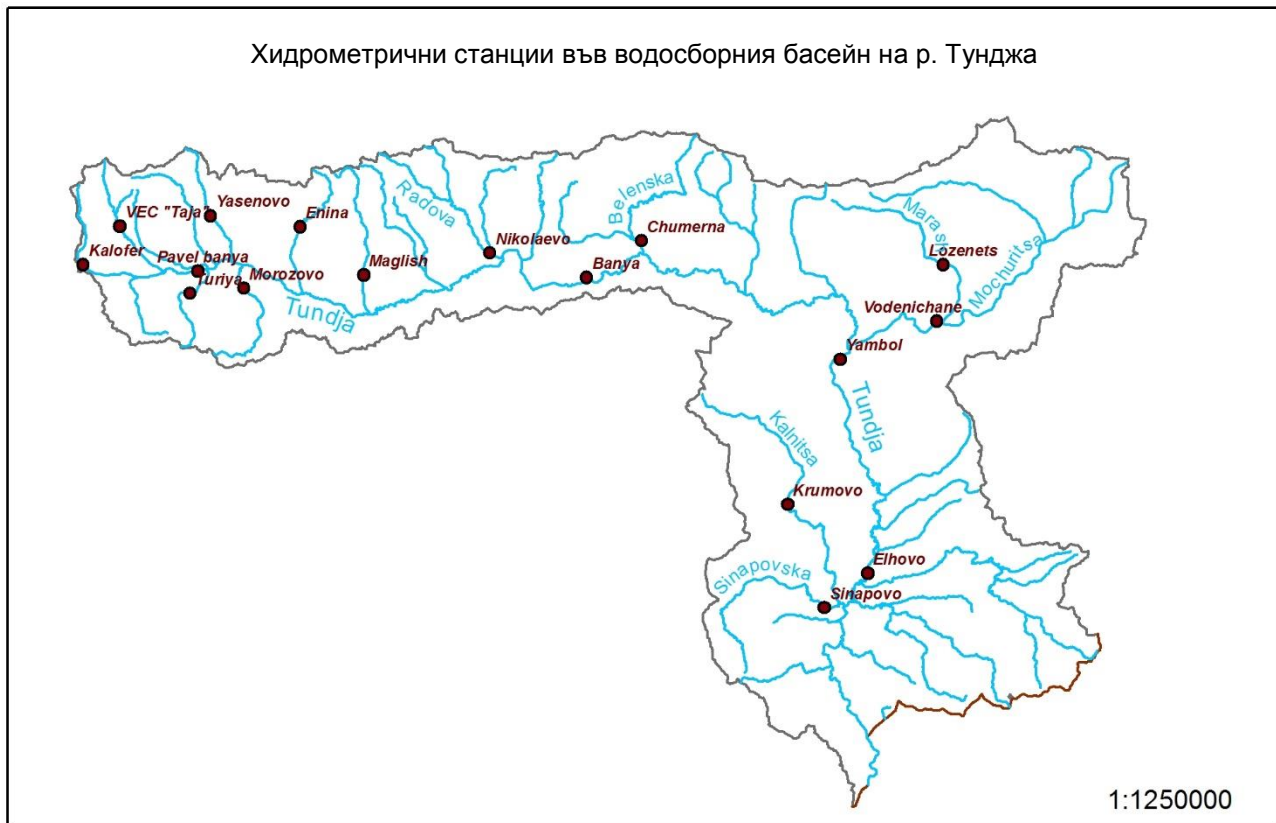 Хидрометрични станции във водосборния басейн на р. Тунджа
Yasenovo
VEC "Taja"
Enina
Radova
Belenska
Chumerna
Kalofer
Pavel banya
Turiya
Morozovo
Maglish
Nikolaevo
Banya
Tundja
Lozenets
Mochuritsa
Vodenichane
Yambol
Tundja
Kalnitsa
Krumovo
Elhovo
Sinapovska
Sinapovo
1:1250000